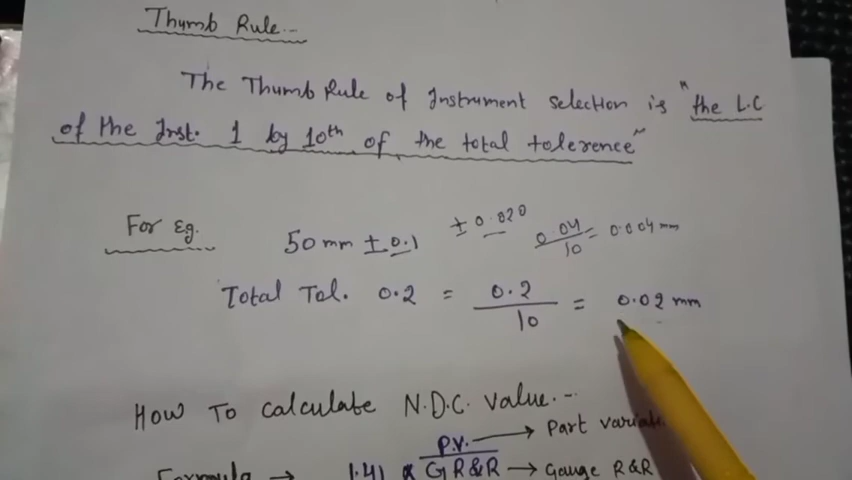 Thumb Rule...
The Thumb Rule of Instrument selection is "the L.C
of the Inst. 1 by 10th of the total tolerence"
For Eg. 50 mm ± 0.1 ± 0.020 0.04/10 = 0.004 mm
Total Tol. 0.2 = 0.2/10 = 0.02 mm
How To calculate N.D.C. value...
P.V. → Part
Formula → 1.41 x G R&R → Gauge R&R